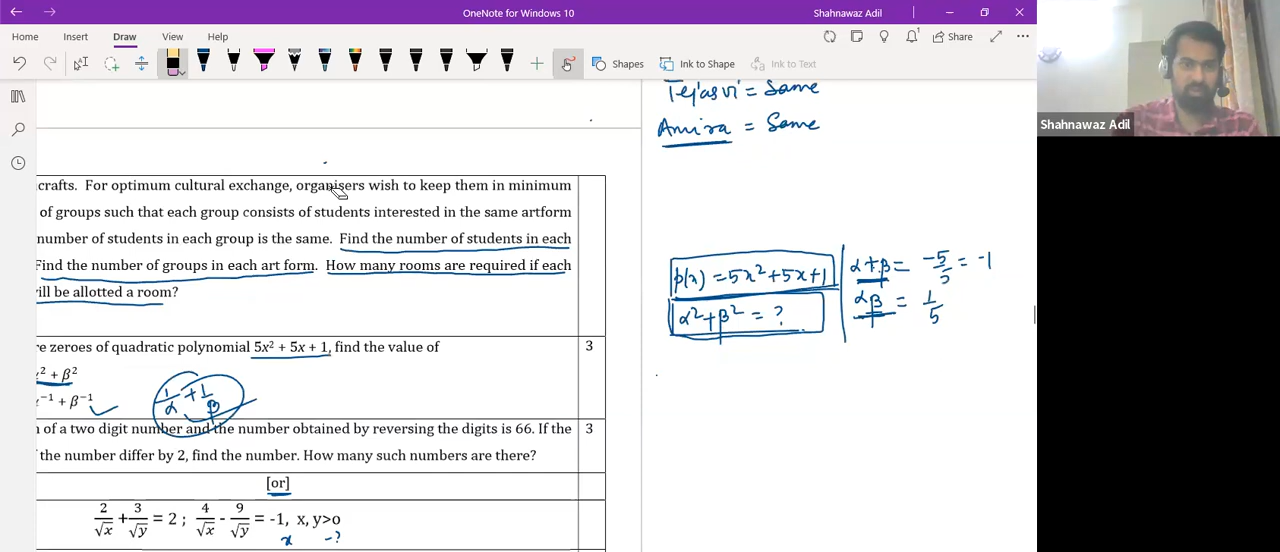 OneNote for Windows 10
Shahnawaz Adil
Home Insert Draw View Help
Share
Shapes
Ink to Shape
Ink to Text
Tejasvi = Same
Amira = Same
Shahnawaz Adil
crafts. For optimum cultural exchange, organisers wish to keep them in minimum
of groups such that each group consists of students interested in the same artform
number of students in each group is the same. Find the number of students in each
Find the number of groups in each art form. How many rooms are required if each
ill be allotted a room?
p(x) = 5x² + 5x + 1
α² + β² = ?
α + β = -5/5 = -1
αβ = 1/5
re zeroes of quadratic polynomial 5x² + 5x + 1, find the value of
3
² + β²
⁻¹ + β⁻¹
1/α + 1/β
of a two digit number and the number obtained by reversing the digits is 66. If the
3
the number differ by 2, find the number. How many such numbers are there?
[or]
2/√x + 3/√y = 2 ; 4/√x - 9/√y = -1, x, y>o
x -?